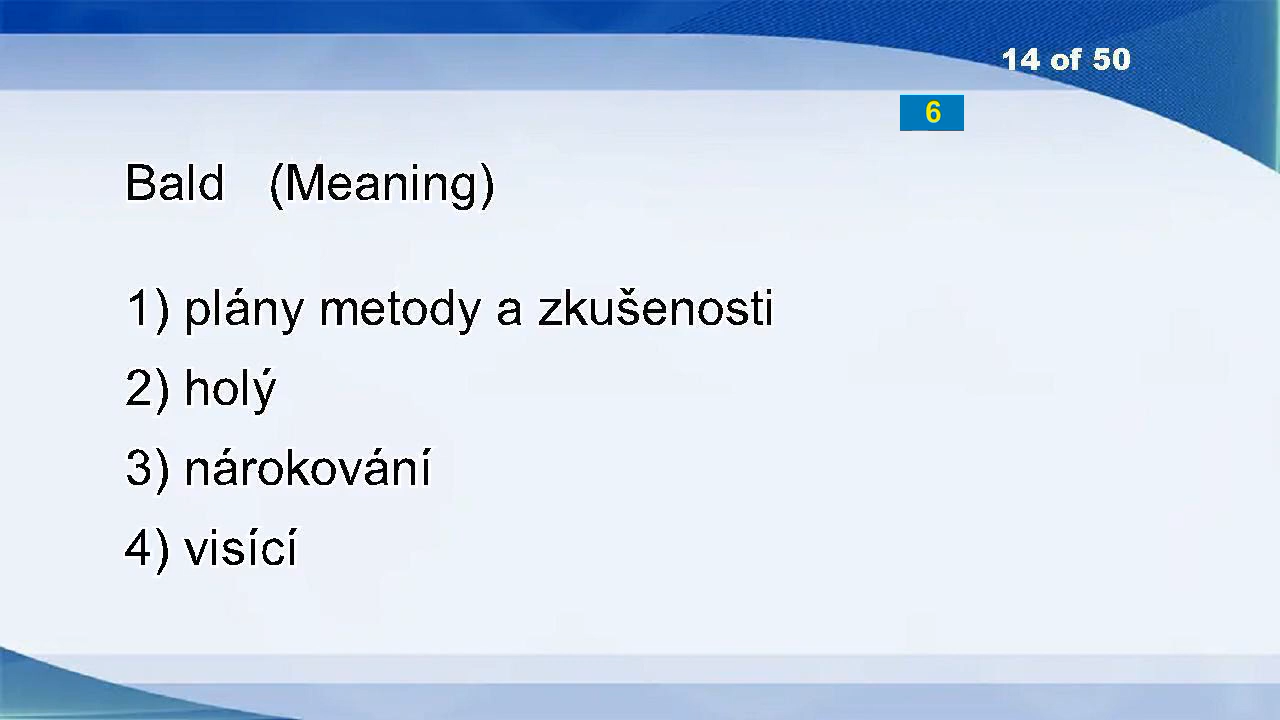 14 of 50
6
Bald (Meaning)
1) plány metody a zkušenosti
2) holý
3) nárokování
4) visící